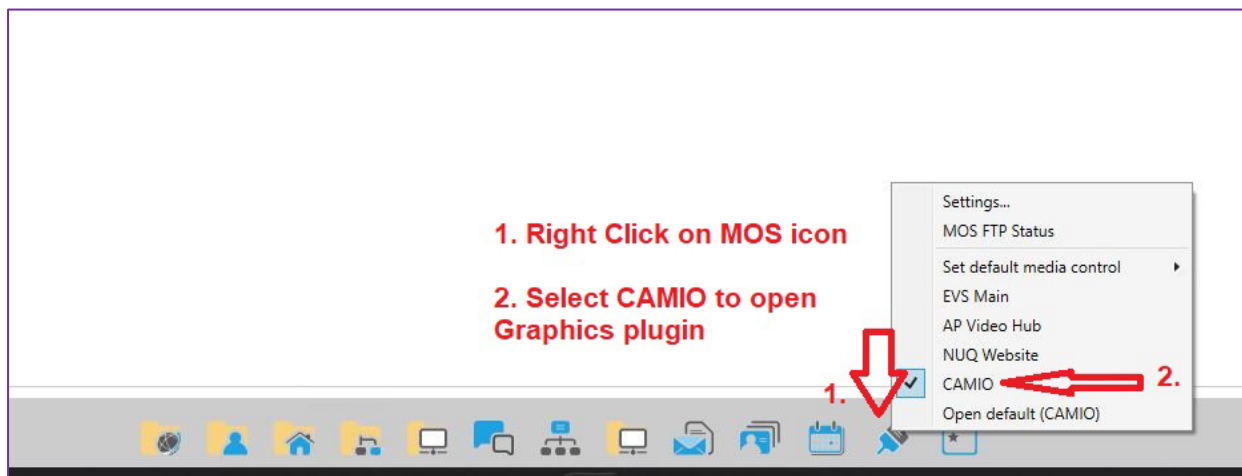 1. Right Click on MOS icon
2. Select CAMIO to open
Graphics plugin
Settings...
MOS FTP Status
Set default media control
EVS Main
AP Video Hub
NUQ Website
CAMIO
Open default (CAMIO)
1.
2.